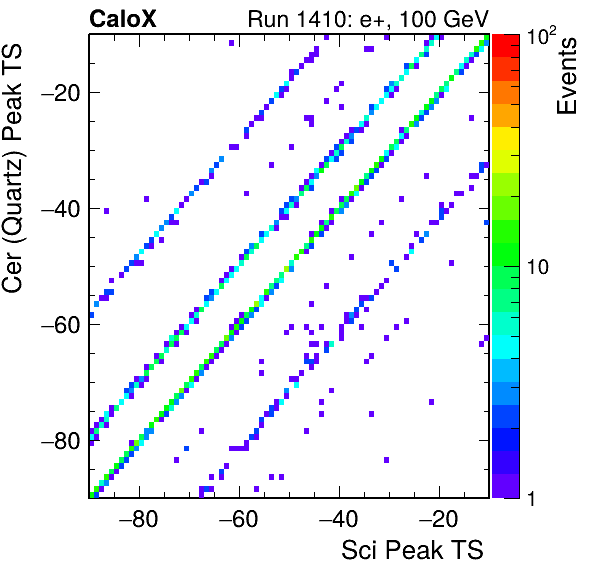 CaloX Run 1410: e+, 100 GeV
Cer (Quartz) Peak TS
−20
−40
−60
−80
−80 −60 −40 −20
Sci Peak TS
10²
10
1
Events